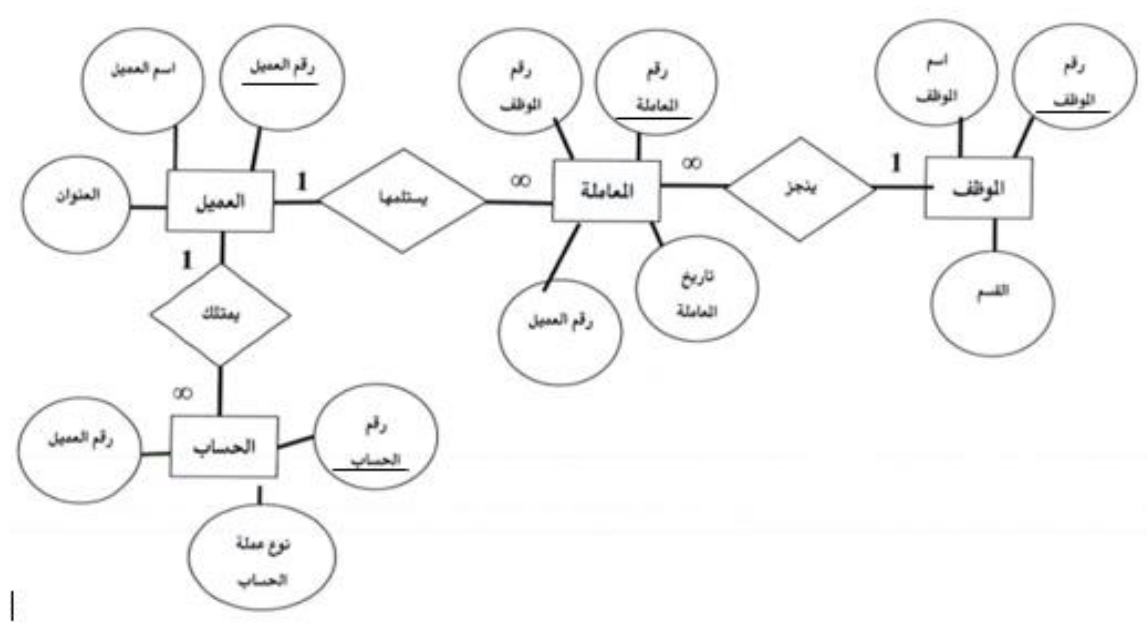 رقم الموظف
اسم الموظف
رقم المعاملة
رقم الموظف
رقم العميل
اسم العميل
الموظف
1
ينجز
∞
المعاملة
∞
يستلمها
1
العميل
العنوان
القسم
تاريخ المعاملة
رقم العميل
1
يمتلك
∞
رقم الحساب
الحساب
رقم العميل
نوع عملة الحساب